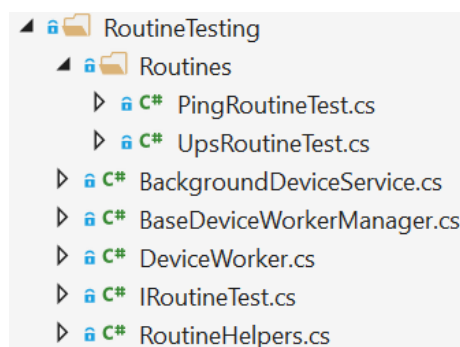 RoutineTesting
Routines
C# PingRoutineTest.cs
C# UpsRoutineTest.cs
C# BackgroundDeviceService.cs
C# BaseDeviceWorkerManager.cs
C# DeviceWorker.cs
C# IRoutineTest.cs
C# RoutineHelpers.cs